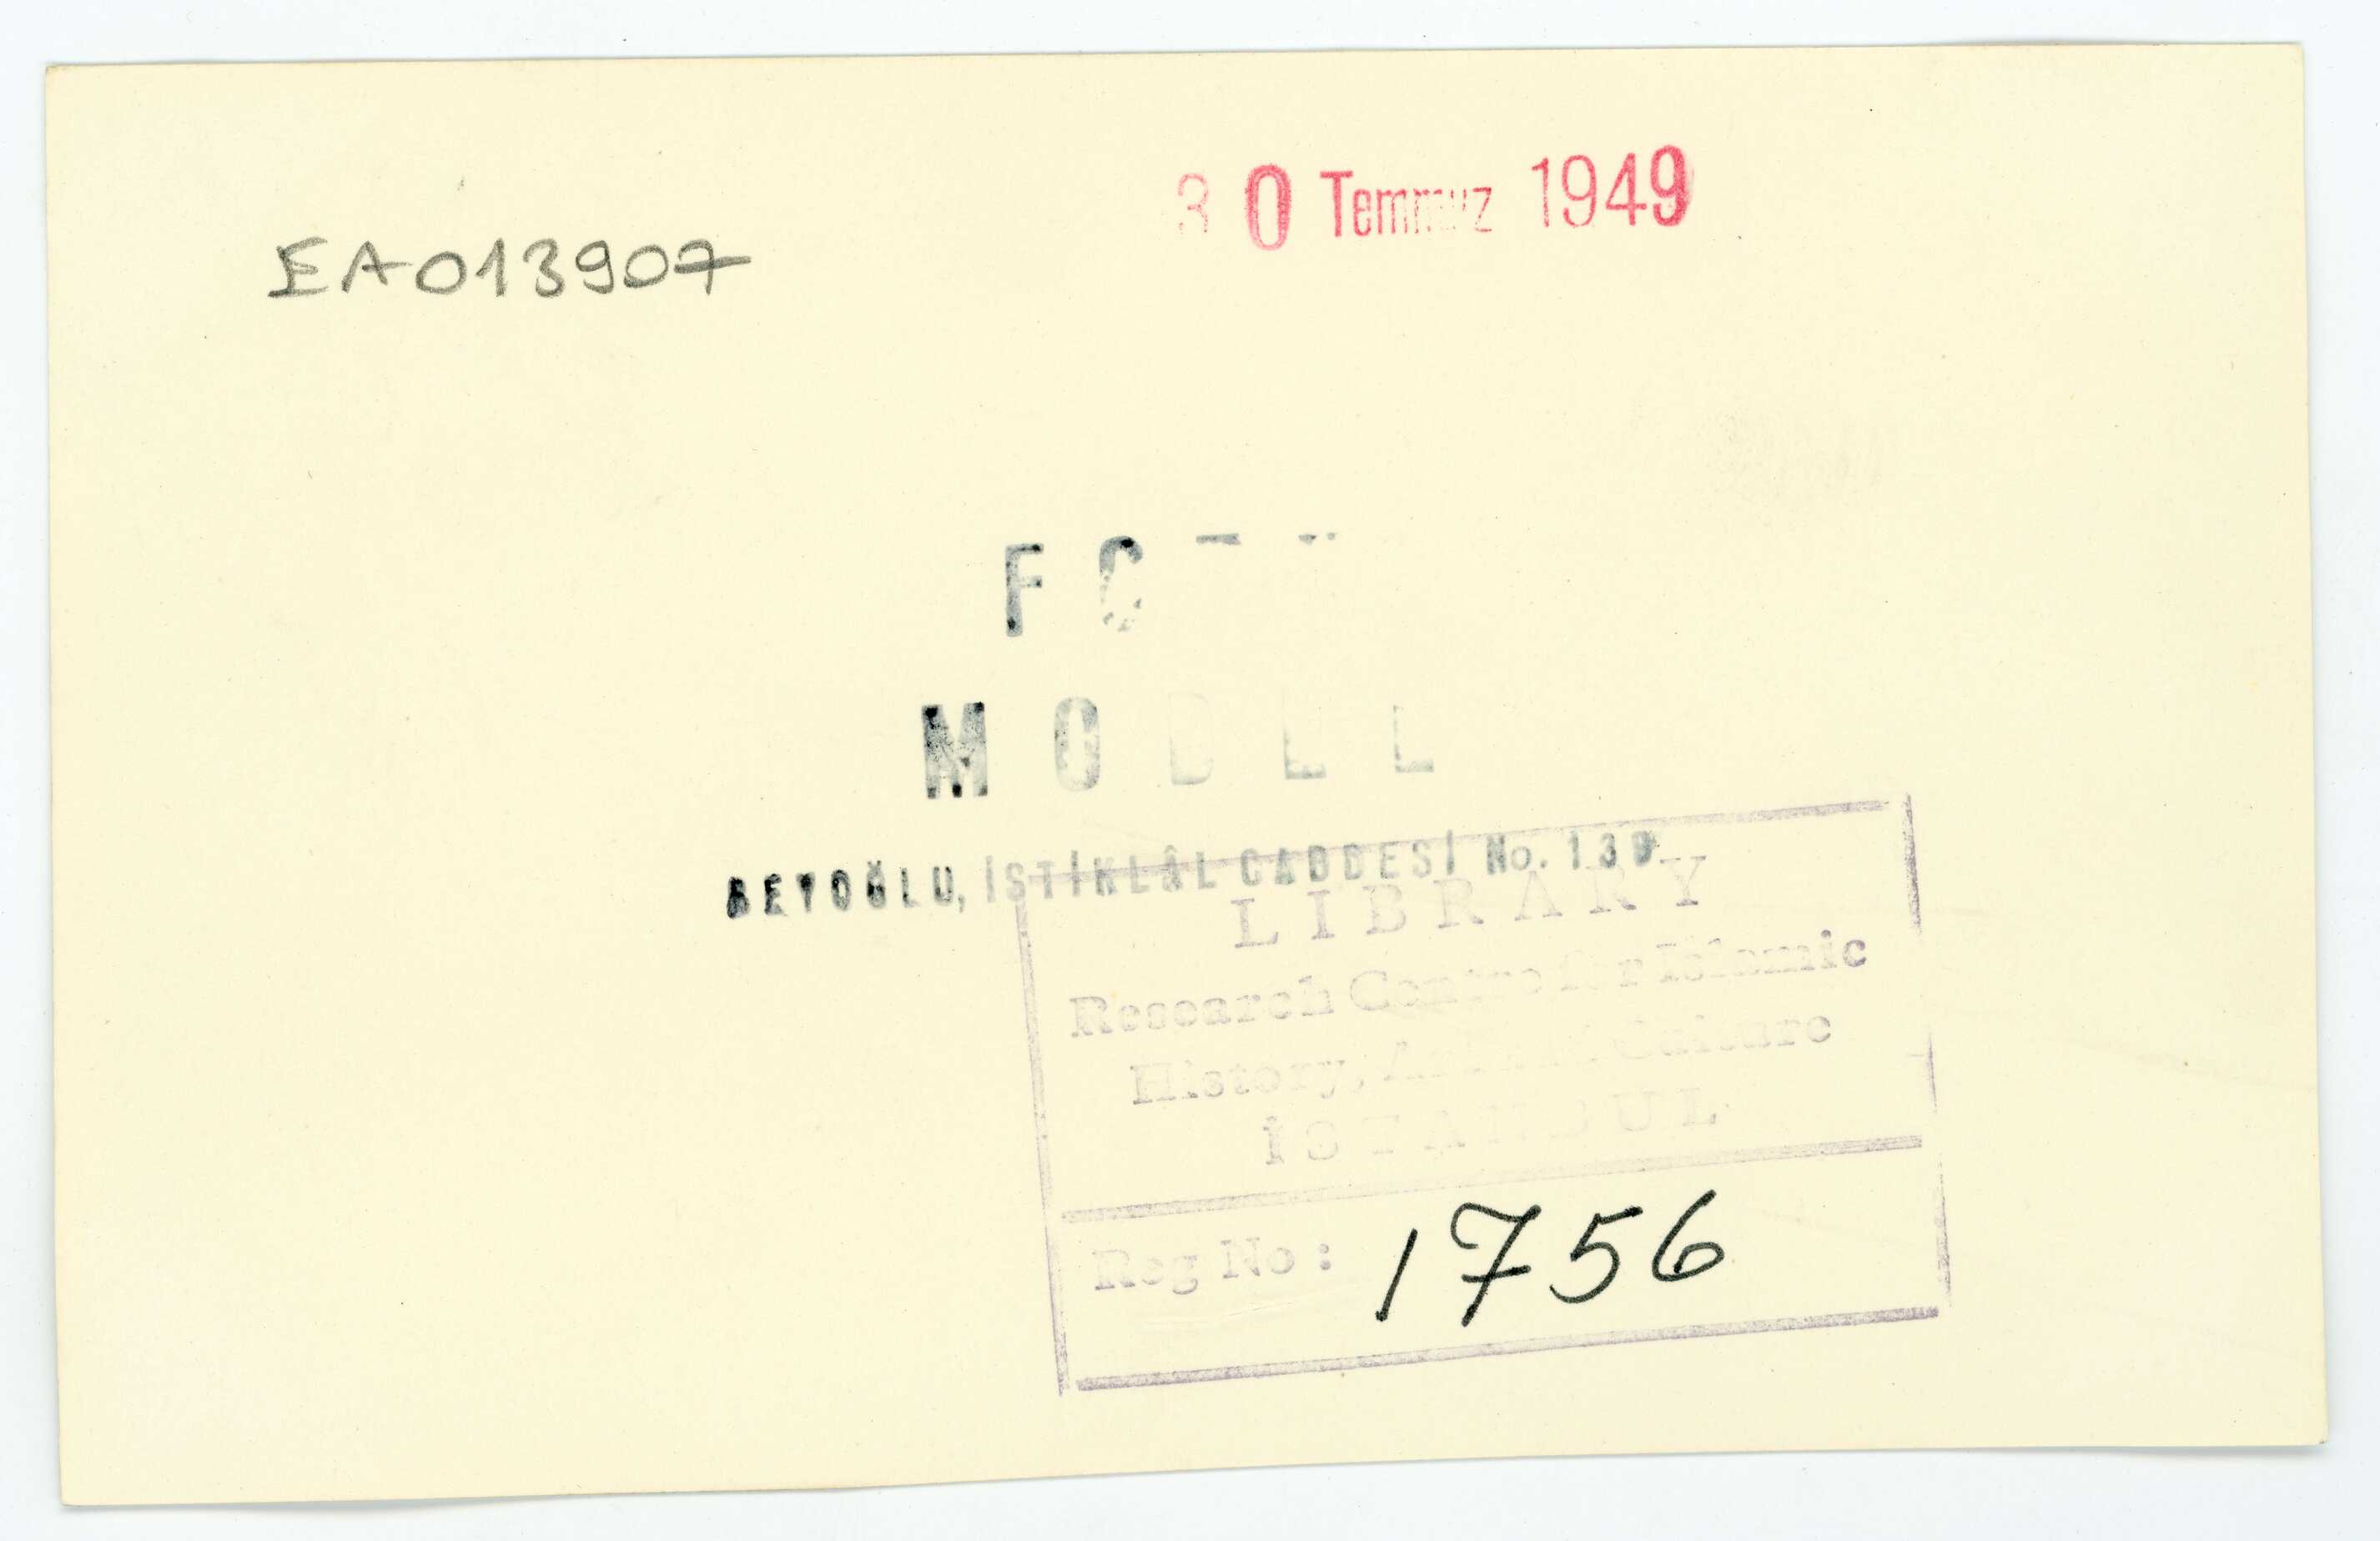 30 Temmuz 1949
EA013907
MODEL
BEYOĞLU, İSTİKLÂL CADDESİ No. 139
LIBRARY
Research Centre for Islamic
History, Art and Culture
İSTANBUL
Reg No : 1756